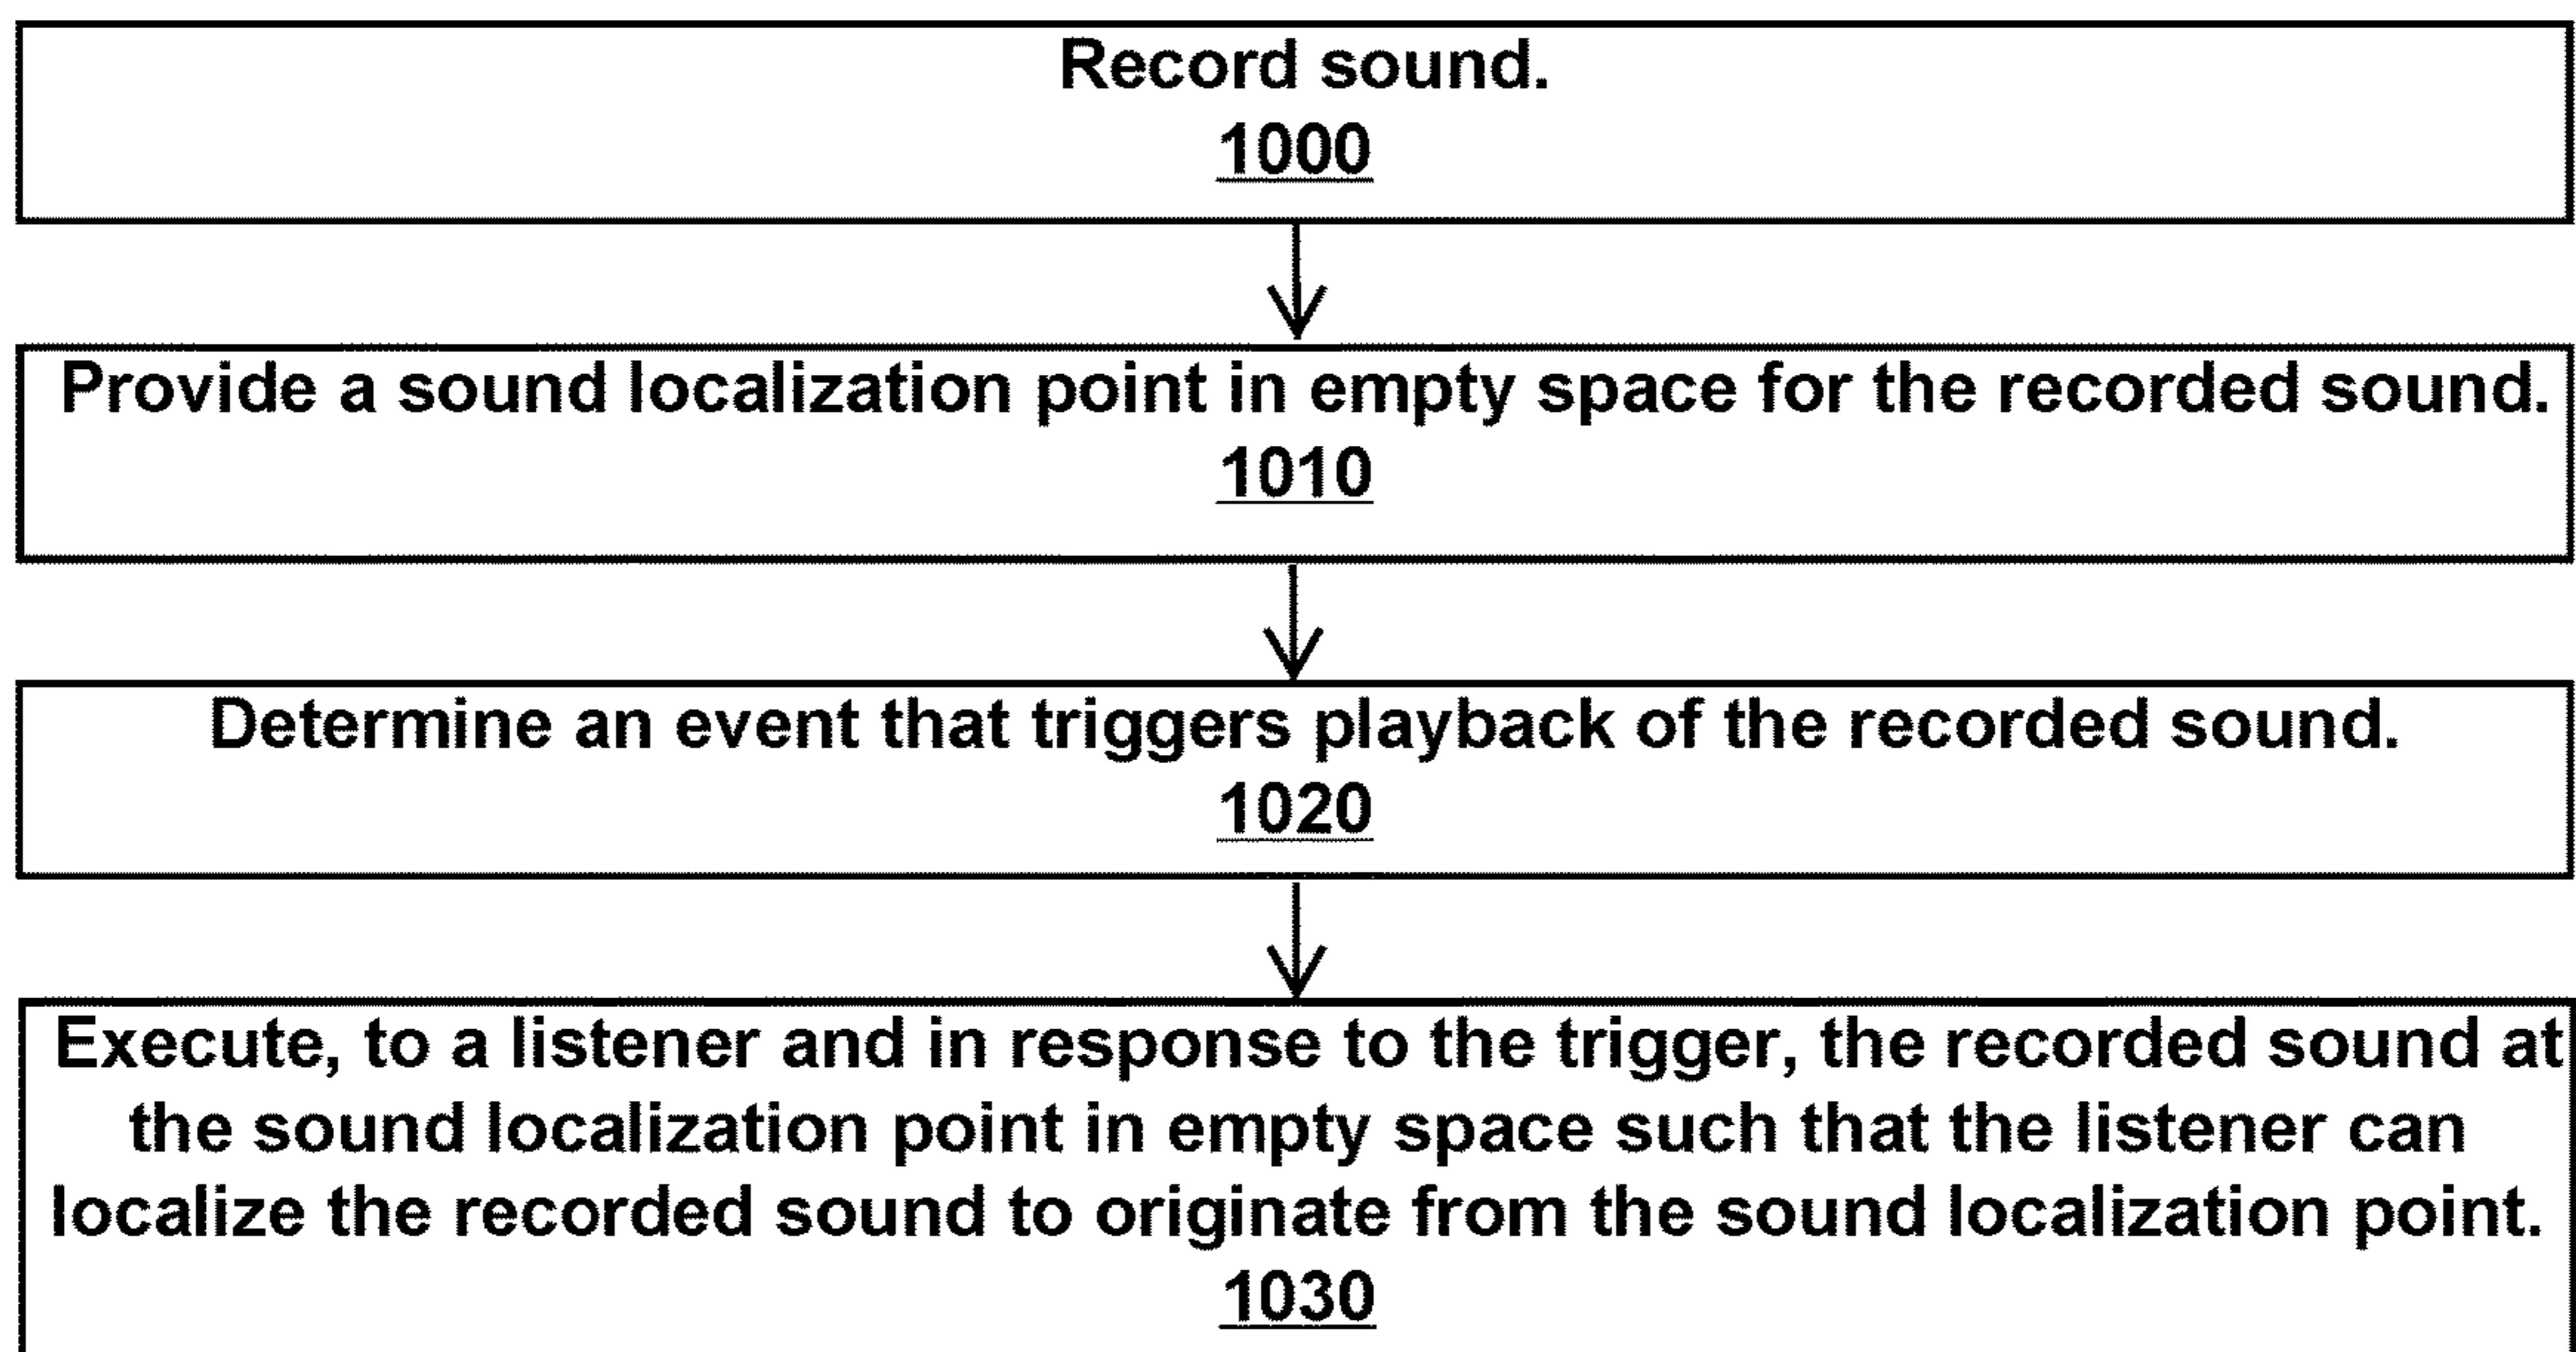 Record sound.
1000
Provide a sound localization point in empty space for the recorded sound.
1010
Determine an event that triggers playback of the recorded sound.
1020
Execute, to a listener and in response to the trigger, the recorded sound at
the sound localization point in empty space such that the listener can
localize the recorded sound to originate from the sound localization point.
1030